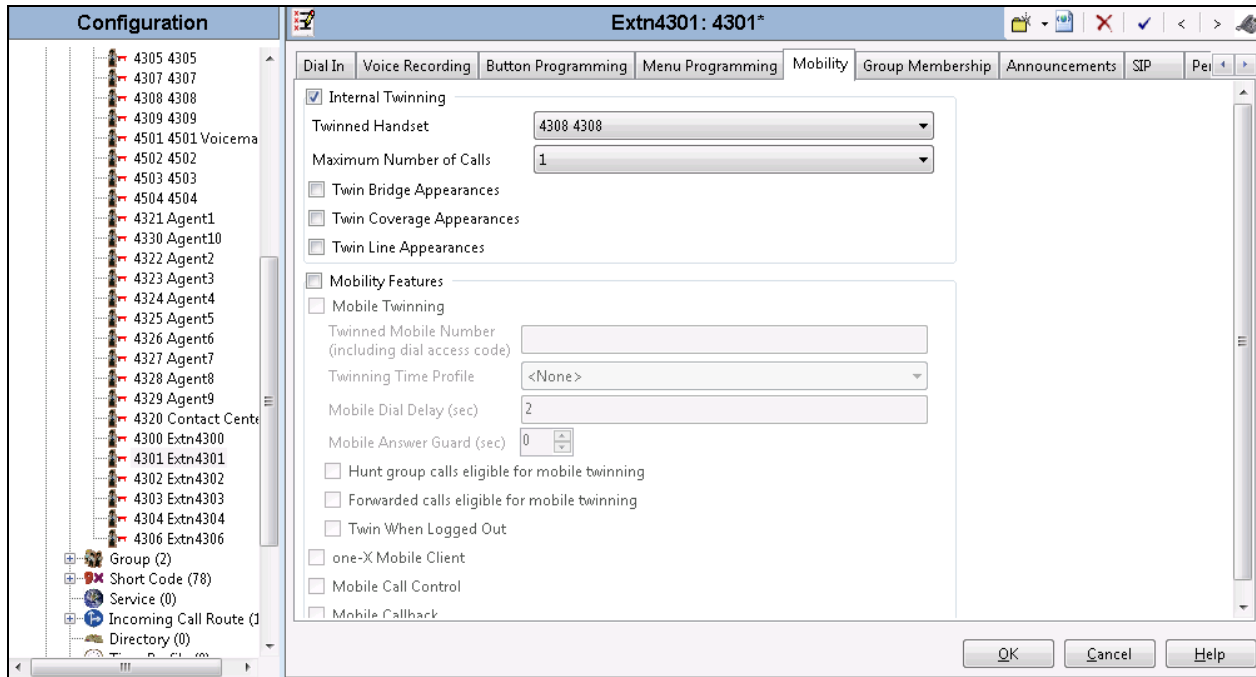 Configuration
4305 4305
4307 4307
4308 4308
4309 4309
4501 4501 Voicema
4502 4502
4503 4503
4504 4504
4321 Agent1
4330 Agent10
4322 Agent2
4323 Agent3
4324 Agent4
4325 Agent5
4326 Agent6
4327 Agent7
4328 Agent8
4329 Agent9
4320 Contact Cente
4300 Extn4300
4301 Extn4301
4302 Extn4302
4303 Extn4303
4304 Extn4304
4306 Extn4306
Group (2)
Short Code (78)
Service (0)
Incoming Call Route (1
Directory (0)
Extn4301: 4301*
Dial In Voice Recording Button Programming Menu Programming Mobility Group Membership Announcements SIP
Internal Twinning
Twinned Handset 4308 4308
Maximum Number of Calls 1
Twin Bridge Appearances
Twin Coverage Appearances
Twin Line Appearances
Mobility Features
Mobile Twinning
Twinned Mobile Number
(including dial access code)
Twinning Time Profile <None>
Mobile Dial Delay (sec) 2
Mobile Answer Guard (sec) 0
Hunt group calls eligible for mobile twinning
Forwarded calls eligible for mobile twinning
Twin When Logged Out
one-X Mobile Client
Mobile Call Control
Mobile Callback
OK Cancel Help